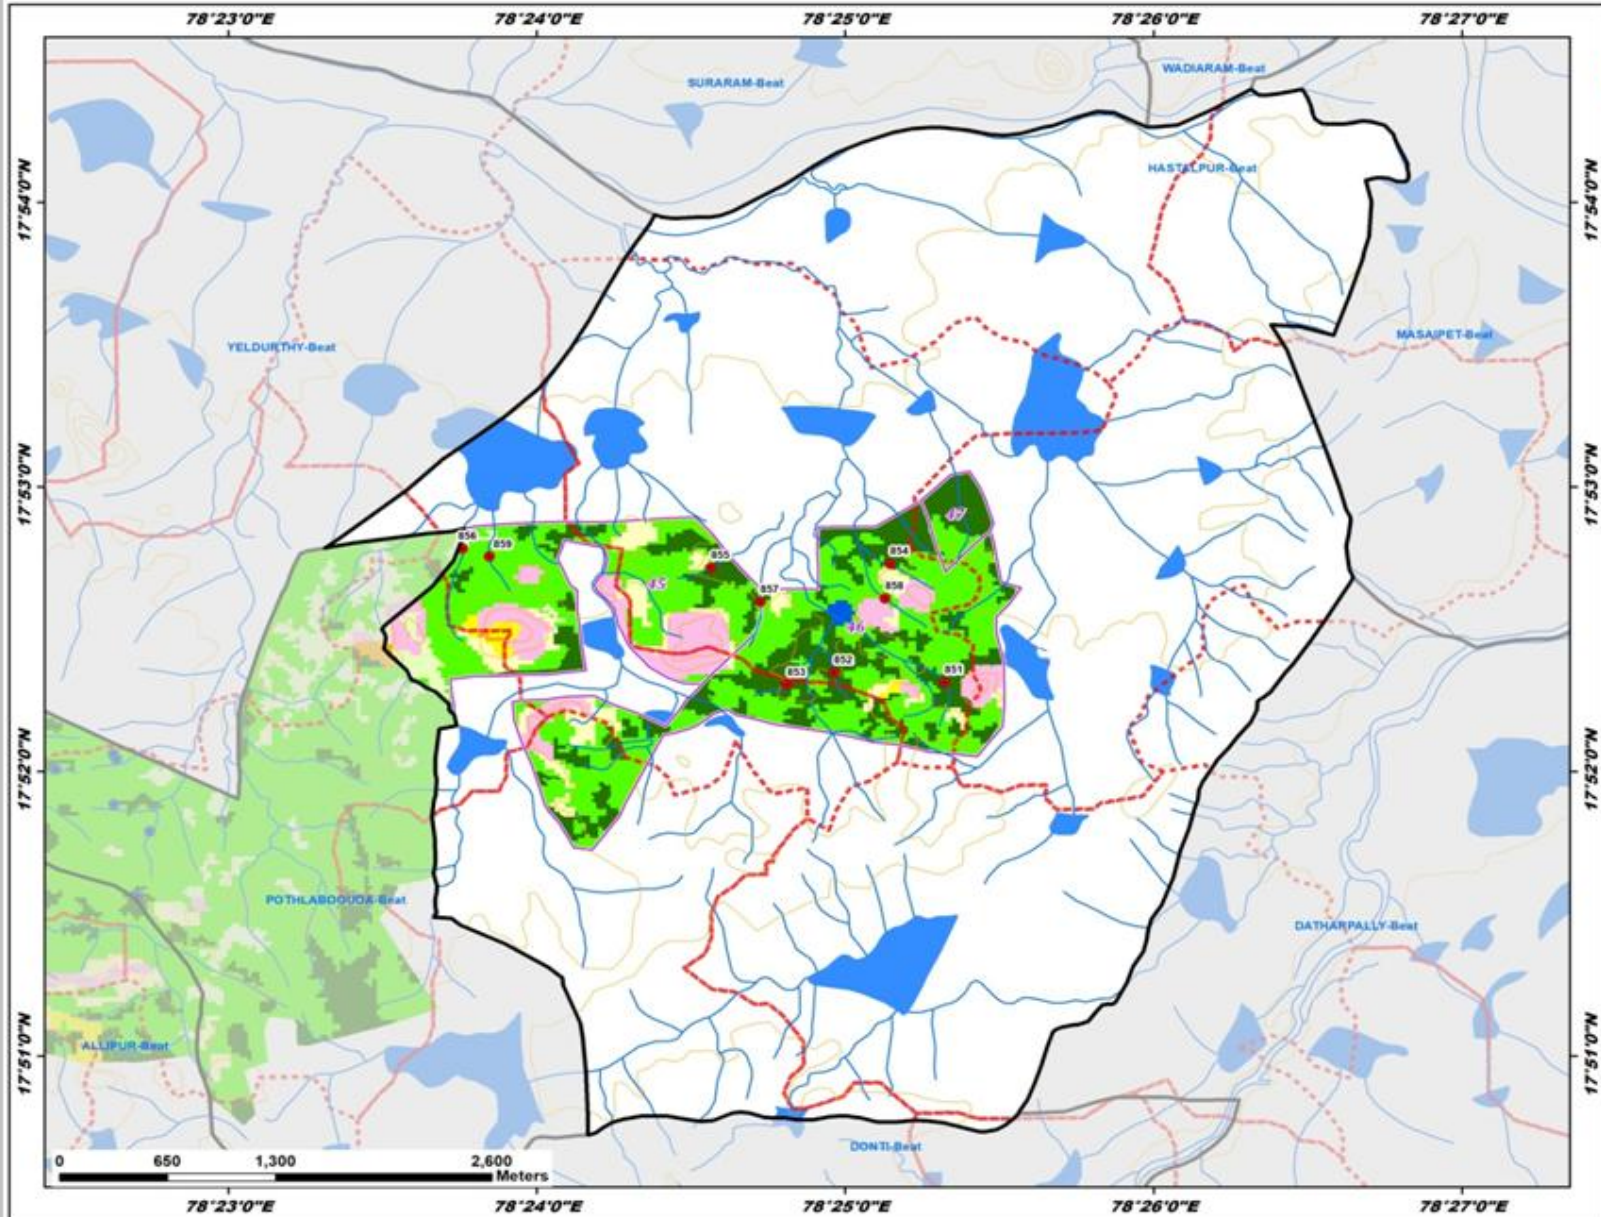 78°23'0"E 78°24'0"E 78°25'0"E 78°26'0"E 78°27'0"E
WADIARAM-Beat
SURARAM-Beat
HASTALPUR-Beat
17°54'0"N 17°54'0"N
MASAIPET-Beat
YELDURTHY-Beat
17°53'0"N 17°53'0"N
47
856 859 854
855
45 857 858
46
852
853 851
17°52'0"N 17°52'0"N
POTHLABOGUDA-Beat
DATHARPALLY-Beat
ALLIPUR-Beat
17°51'0"N 17°51'0"N
DONTI-Beat
0 650 1,300 2,600
Meters
78°23'0"E 78°24'0"E 78°25'0"E 78°26'0"E 78°27'0"E